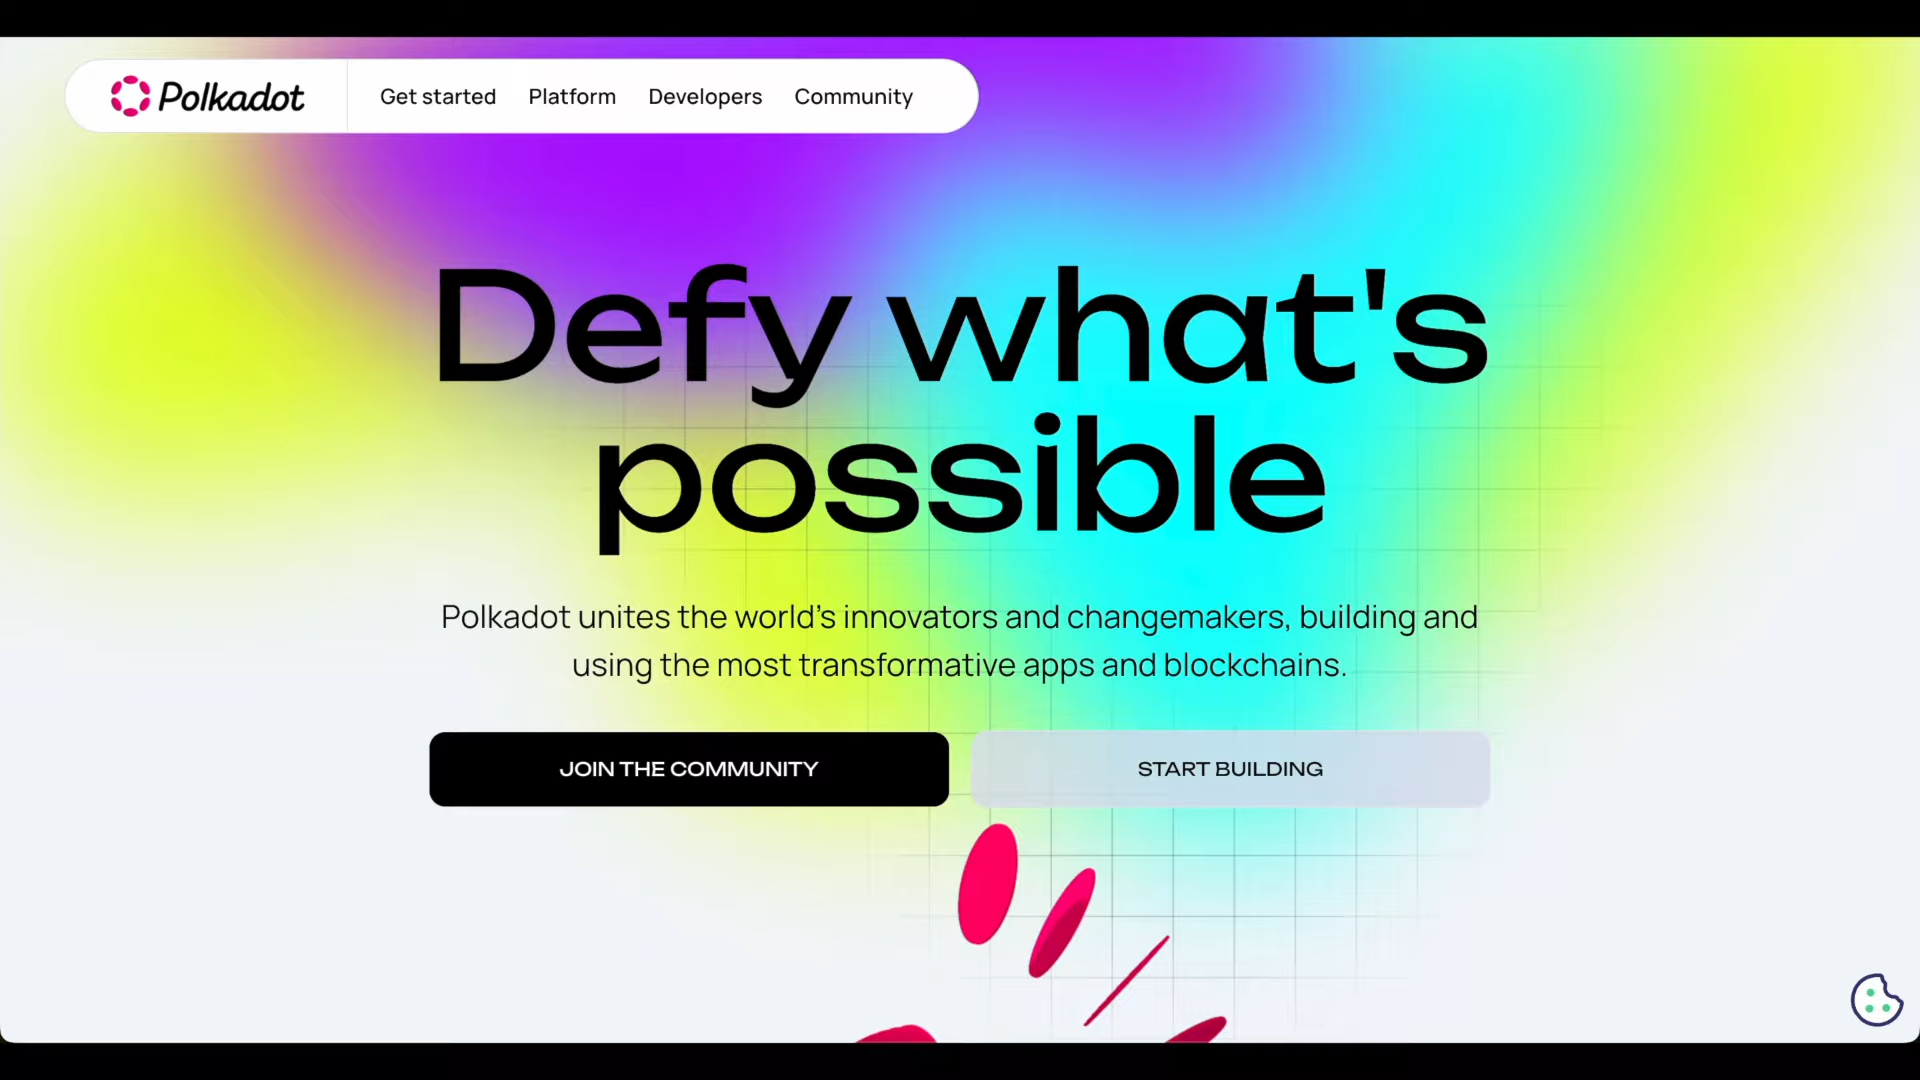 Polkadot
Get started
Platform
Developers
Community
Defy what's
possible
Polkadot unites the world’s innovators and changemakers, building and
using the most transformative apps and blockchains.
JOIN THE COMMUNITY
START BUILDING